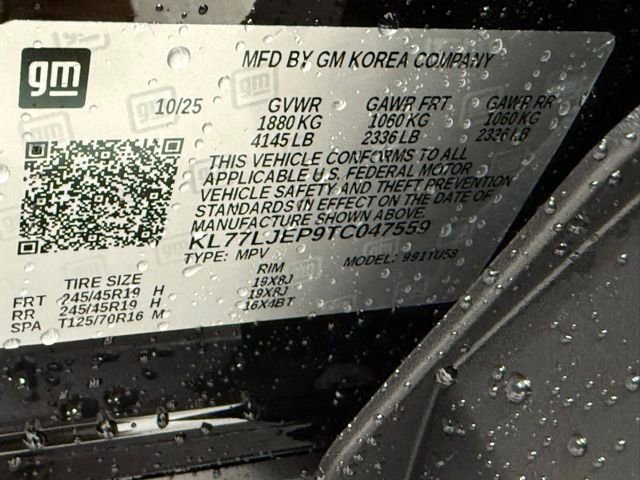 gm
MFD BY GM KOREA COMPANY
10/25 GVWR GAWR FRT GAWR RR
1880 KG 1060 KG 1060 KG
4145 LB 2336 LB 2336 LB
THIS VEHICLE CONFORMS TO ALL
APPLICABLE U.S. FEDERAL MOTOR
VEHICLE SAFETY AND THEFT PREVENTION
STANDARDS IN EFFECT ON THE DATE OF
MANUFACTURE SHOWN ABOVE.
KL77LJEP9TC047559
TYPE: MPV MODEL: 991TU58
TIRE SIZE RIM
FRT 245/45R19 H 19X8J
RR 245/45R19 H 19X8J
SPA T125/70R16 M 16X4BT